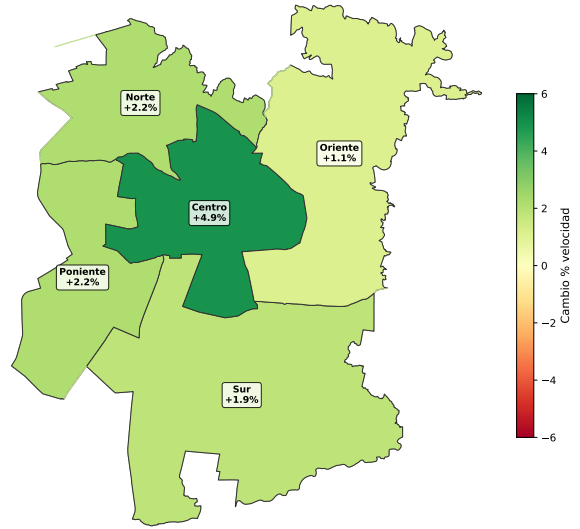 Norte
+2.2%
Oriente
+1.1%
Centro
+4.9%
Poniente
+2.2%
Sur
+1.9%
6
4
2
0
−2
−4
−6
Cambio % velocidad